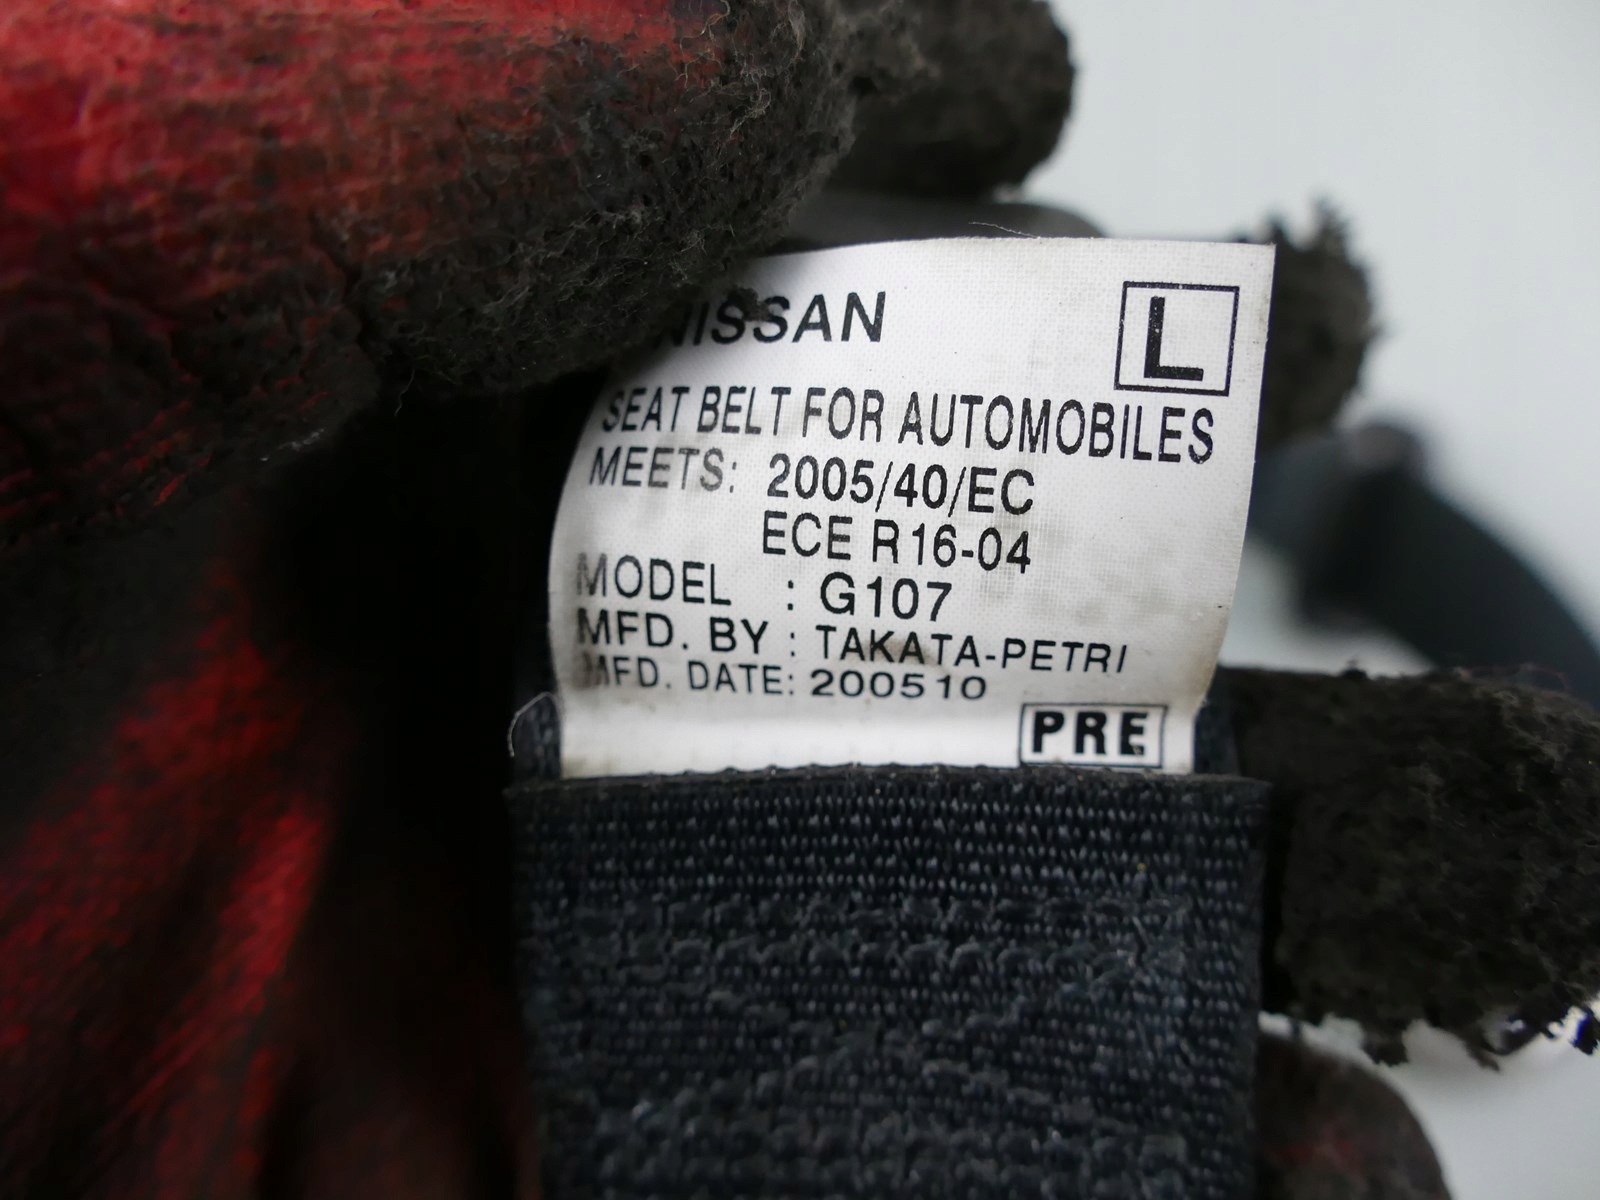 NISSAN
L
SEAT BELT FOR AUTOMOBILES
MEETS: 2005/40/EC
ECE R16-04
MODEL : G107
MFD. BY : TAKATA-PETRI
MFD. DATE: 200510
PRE